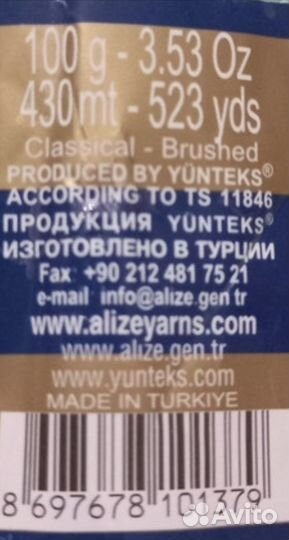 100 g - 3.53 Oz
430 mt - 523 yds
Classical - Brushed
PRODUCED BY YÜNTEKS®
ACCORDING TO TS 11846
ПРОДУКЦИЯ YÜNTEKS®
ИЗГОТОВЛЕНО В ТУРЦИИ
Fax +90 212 481 75 21
e-mail info@alize.gen.tr
www.alizeyarns.com
www.alize.gen.tr
www.yunteks.com
MADE IN TURKIYE
8 697678 101379
Avito